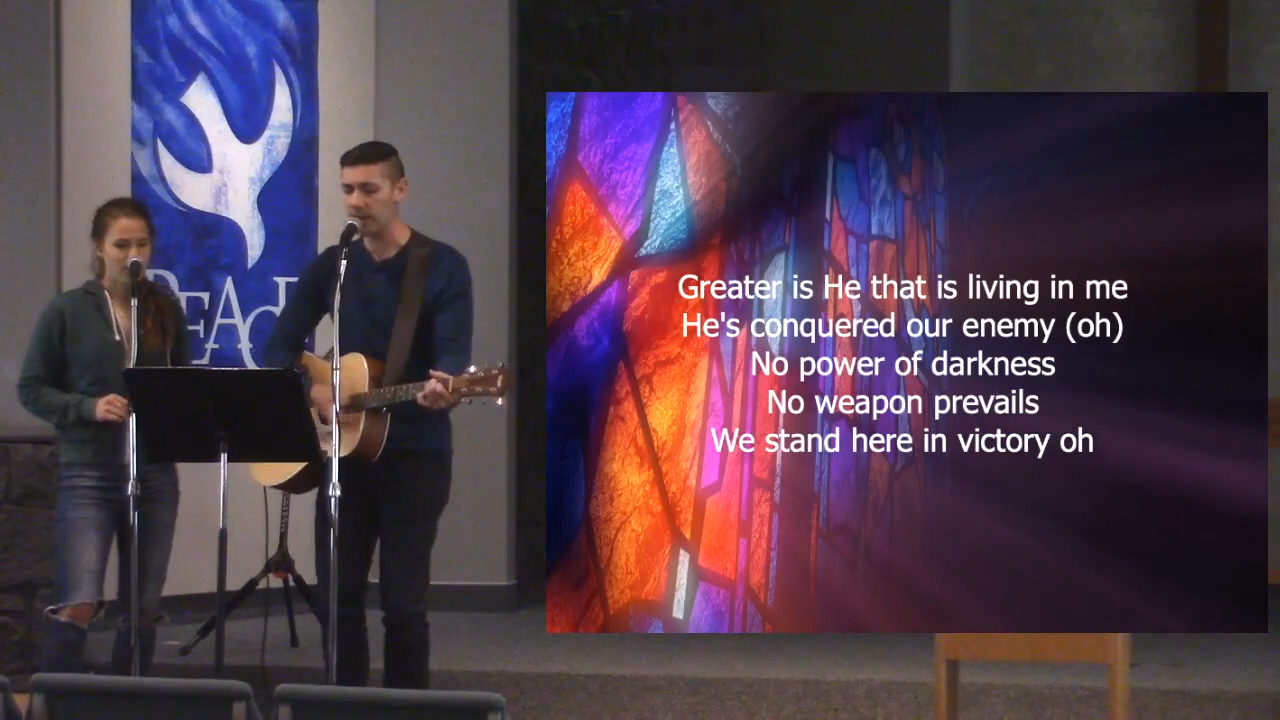 PEACE
Greater is He that is living in me
He's conquered our enemy (oh)
No power of darkness
No weapon prevails
We stand here in victory oh